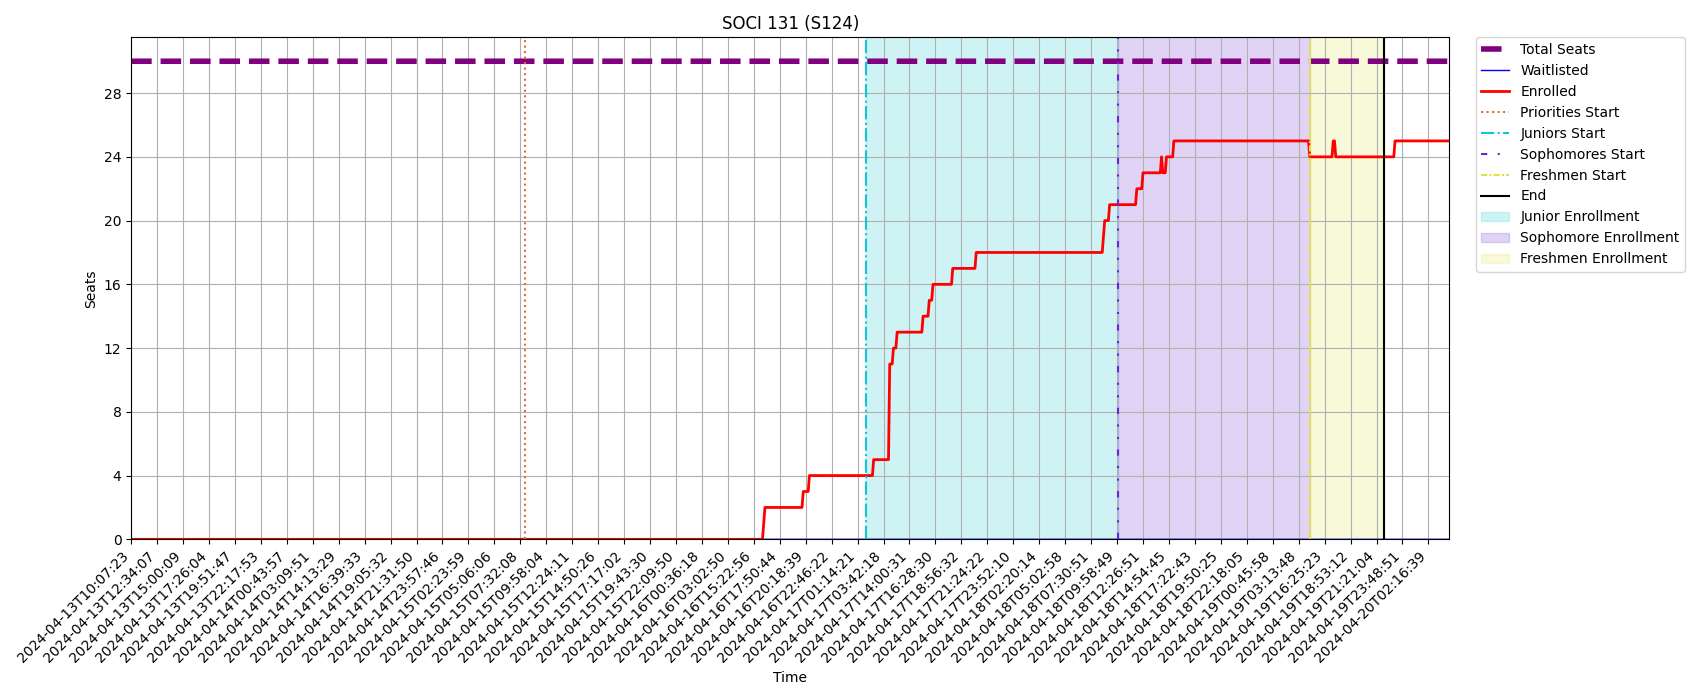 SOCI 131 (S124)
Total Seats
Waitlisted
Enrolled
Priorities Start
Juniors Start
Sophomores Start
Freshmen Start
End
Junior Enrollment
Sophomore Enrollment
Freshmen Enrollment
Seats
28
24
20
16
12
8
4
0
2024-04-13T10:07:23
2024-04-13T12:34:07
2024-04-13T15:00:09
2024-04-13T17:26:04
2024-04-13T19:51:47
2024-04-13T22:17:53
2024-04-14T00:43:57
2024-04-14T03:09:51
2024-04-14T14:13:29
2024-04-14T16:39:33
2024-04-14T19:05:32
2024-04-14T21:31:50
2024-04-14T23:57:46
2024-04-15T02:23:59
2024-04-15T05:06:06
2024-04-15T07:32:08
2024-04-15T09:58:04
2024-04-15T12:24:11
2024-04-15T14:50:26
2024-04-15T17:17:02
2024-04-15T19:43:30
2024-04-15T22:09:50
2024-04-16T00:36:18
2024-04-16T03:02:50
2024-04-16T15:22:56
2024-04-16T17:50:44
2024-04-16T20:18:39
2024-04-16T22:46:22
2024-04-17T01:14:21
2024-04-17T03:42:18
2024-04-17T14:00:31
2024-04-17T16:28:30
2024-04-17T18:56:32
2024-04-17T21:24:22
2024-04-17T23:52:10
2024-04-18T02:20:14
2024-04-18T05:02:58
2024-04-18T07:30:51
2024-04-18T09:58:49
2024-04-18T12:26:51
2024-04-18T14:54:45
2024-04-18T17:22:43
2024-04-18T19:50:25
2024-04-18T22:18:05
2024-04-19T00:45:58
2024-04-19T03:13:48
2024-04-19T16:25:23
2024-04-19T18:53:12
2024-04-19T21:21:04
2024-04-19T23:48:51
2024-04-20T02:16:39
Time